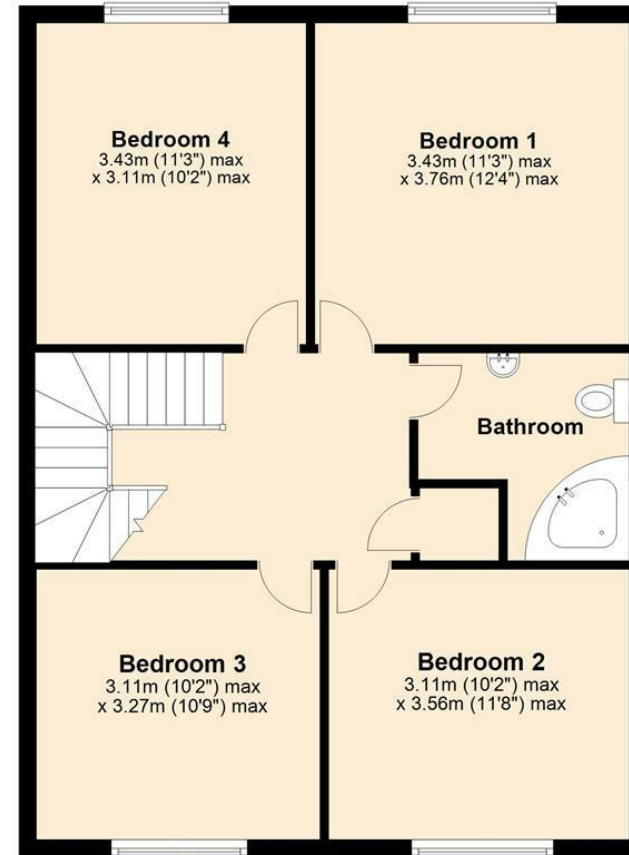 Bedroom 4
3.43m (11'3") max
x 3.11m (10'2") max
Bedroom 1
3.43m (11'3") max
x 3.76m (12'4") max
Bathroom
Bedroom 3
3.11m (10'2") max
x 3.27m (10'9") max
Bedroom 2
3.11m (10'2") max
x 3.56m (11'8") max